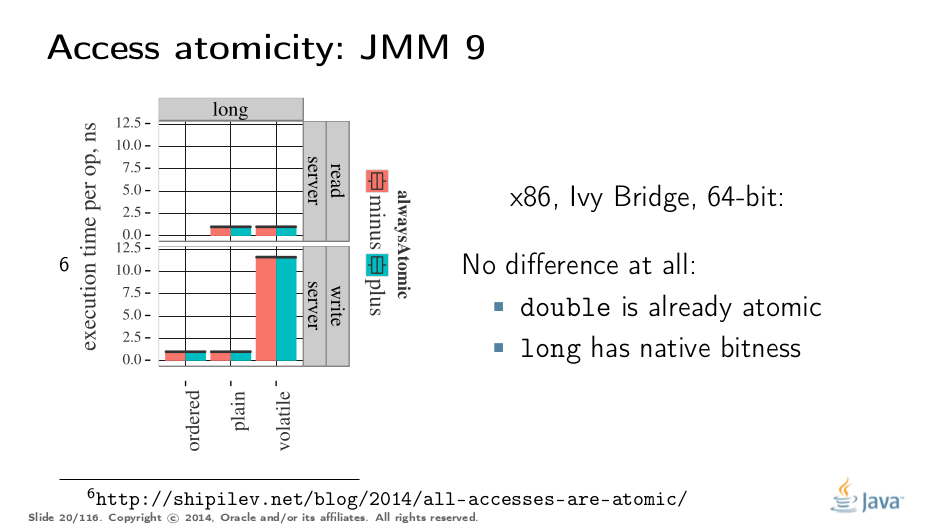 Access atomicity: JMM 9
long
execution time per op, ns
12.5
10.0
7.5
5.0
2.5
0.0
server
read
12.5
10.0
7.5
5.0
2.5
0.0
server
write
ordered
plain
volatile
alwaysAtomic
minus
plus
6
x86, Ivy Bridge, 64-bit:
No difference at all:
double is already atomic
long has native bitness
6http://shipilev.net/blog/2014/all-accesses-are-atomic/
Slide 20/116. Copyright © 2014, Oracle and/or its affiliates. All rights reserved.
Java™